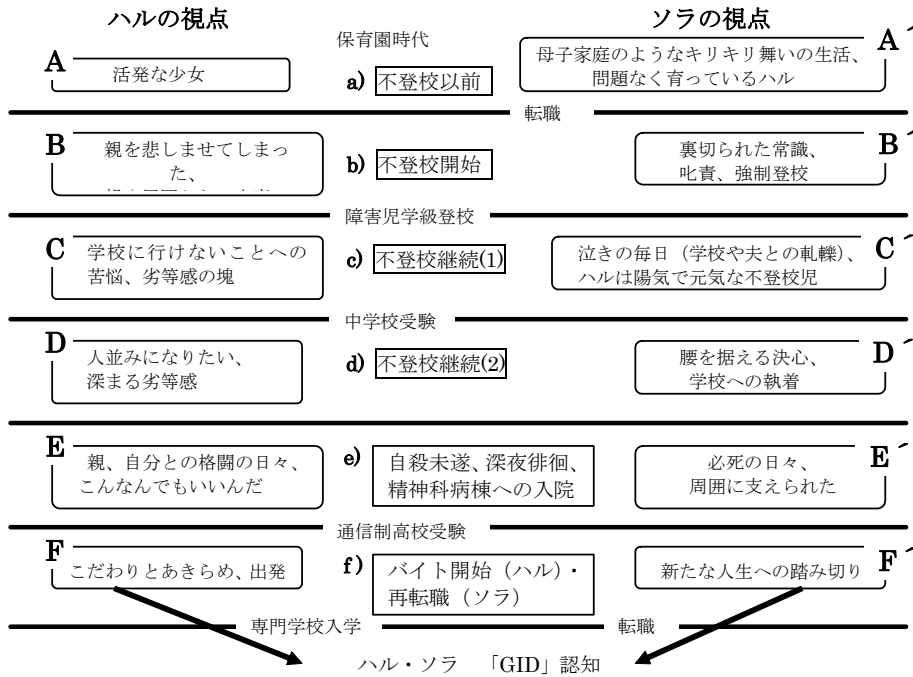 ハルの視点
ソラの視点
保育園時代
A
活発な少女
a) 不登校以前
A
母子家庭のようなキリキリ舞いの生活、
問題なく育っているハル
転職
B
親を悲しませてしまっ
た、
b) 不登校開始
B
裏切られた常識、
叱責、強制登校
障害児学級登校
C
学校に行けないことへの
苦悩、劣等感の塊
c) 不登校継続(1)
C
泣きの毎日（学校や夫との軋轢）、
ハルは陽気で元気な不登校児
中学校受験
D
人並みになりたい、
深まる劣等感
d) 不登校継続(2)
D
腰を据える決心、
学校への執着
E
親、自分との格闘の日々、
こんなんでもいいんだ
e) 自殺未遂、深夜徘徊、
精神科病棟への入院
E
必死の日々、
周囲に支えられた
通信制高校受験
F
こだわりとあきらめ、出発
f) バイト開始（ハル）・
再転職（ソラ）
F
新たな人生への踏み切り
専門学校入学
転職
ハル・ソラ 「GID」認知